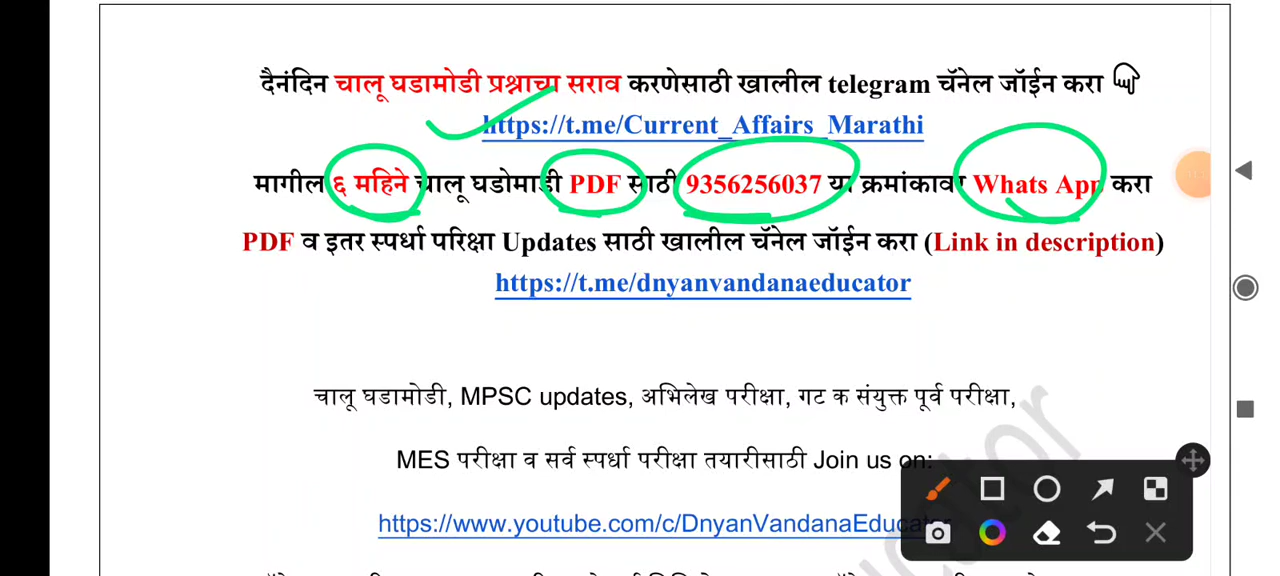 दैनंदिन चालू घडामोडी प्रश्नाचा सराव करणेसाठी खालील telegram चॅनेल जॉईन करा
https://t.me/Current_Affairs_Marathi
मागील ६ महिने चालू घडोमाडी PDF साठी 9356256037 या क्रमांकावर Whats App करा
PDF व इतर स्पर्धा परिक्षा Updates साठी खालील चॅनेल जॉईन करा (Link in description)
https://t.me/dnyanvandanaeducator
चालू घडामोडी, MPSC updates, अभिलेख परीक्षा, गट क संयुक्त पूर्व परीक्षा,
MES परीक्षा व सर्व स्पर्धा परीक्षा तयारीसाठी Join us on:
https://www.youtube.com/c/DnyanVandanaEducator